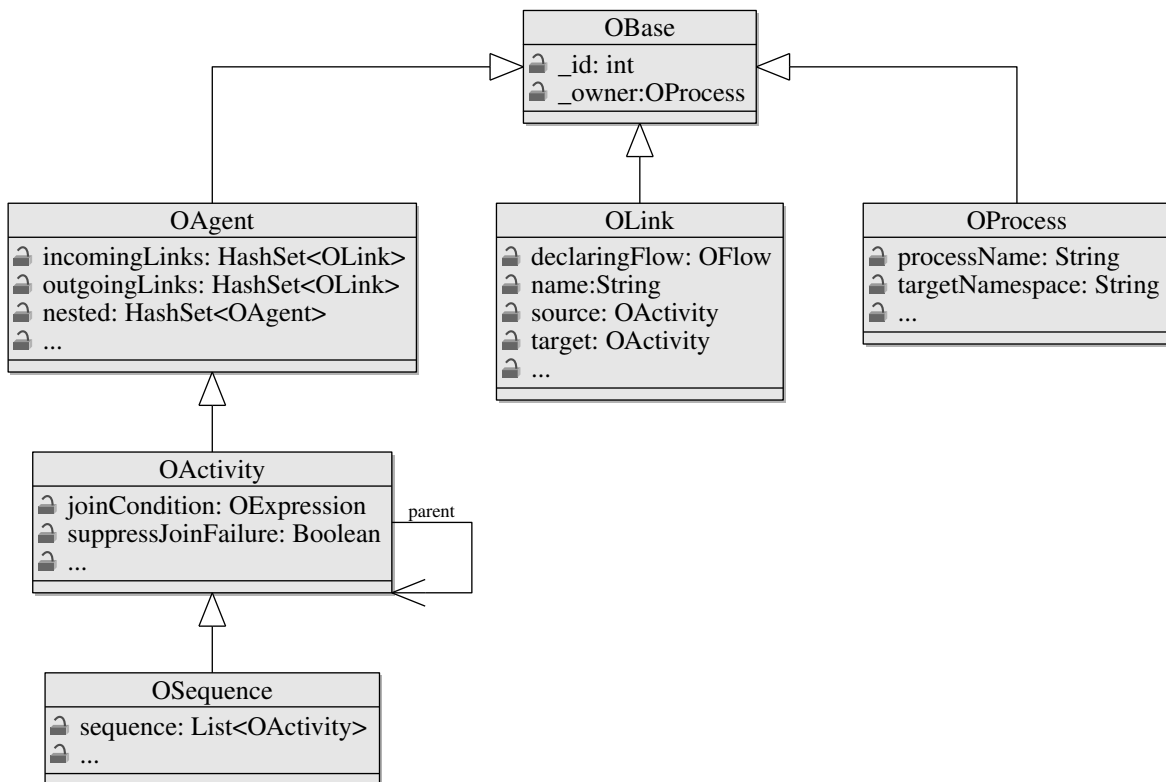 OBase
_id: int
_owner:OProcess
OAgent
incomingLinks: HashSet<OLink>
outgoingLinks: HashSet<OLink>
nested: HashSet<OAgent>
...
OLink
declaringFlow: OFlow
name:String
source: OActivity
target: OActivity
...
OProcess
processName: String
targetNamespace: String
...
OActivity
joinCondition: OExpression
suppressJoinFailure: Boolean
...
parent
OSequence
sequence: List<OActivity>
...